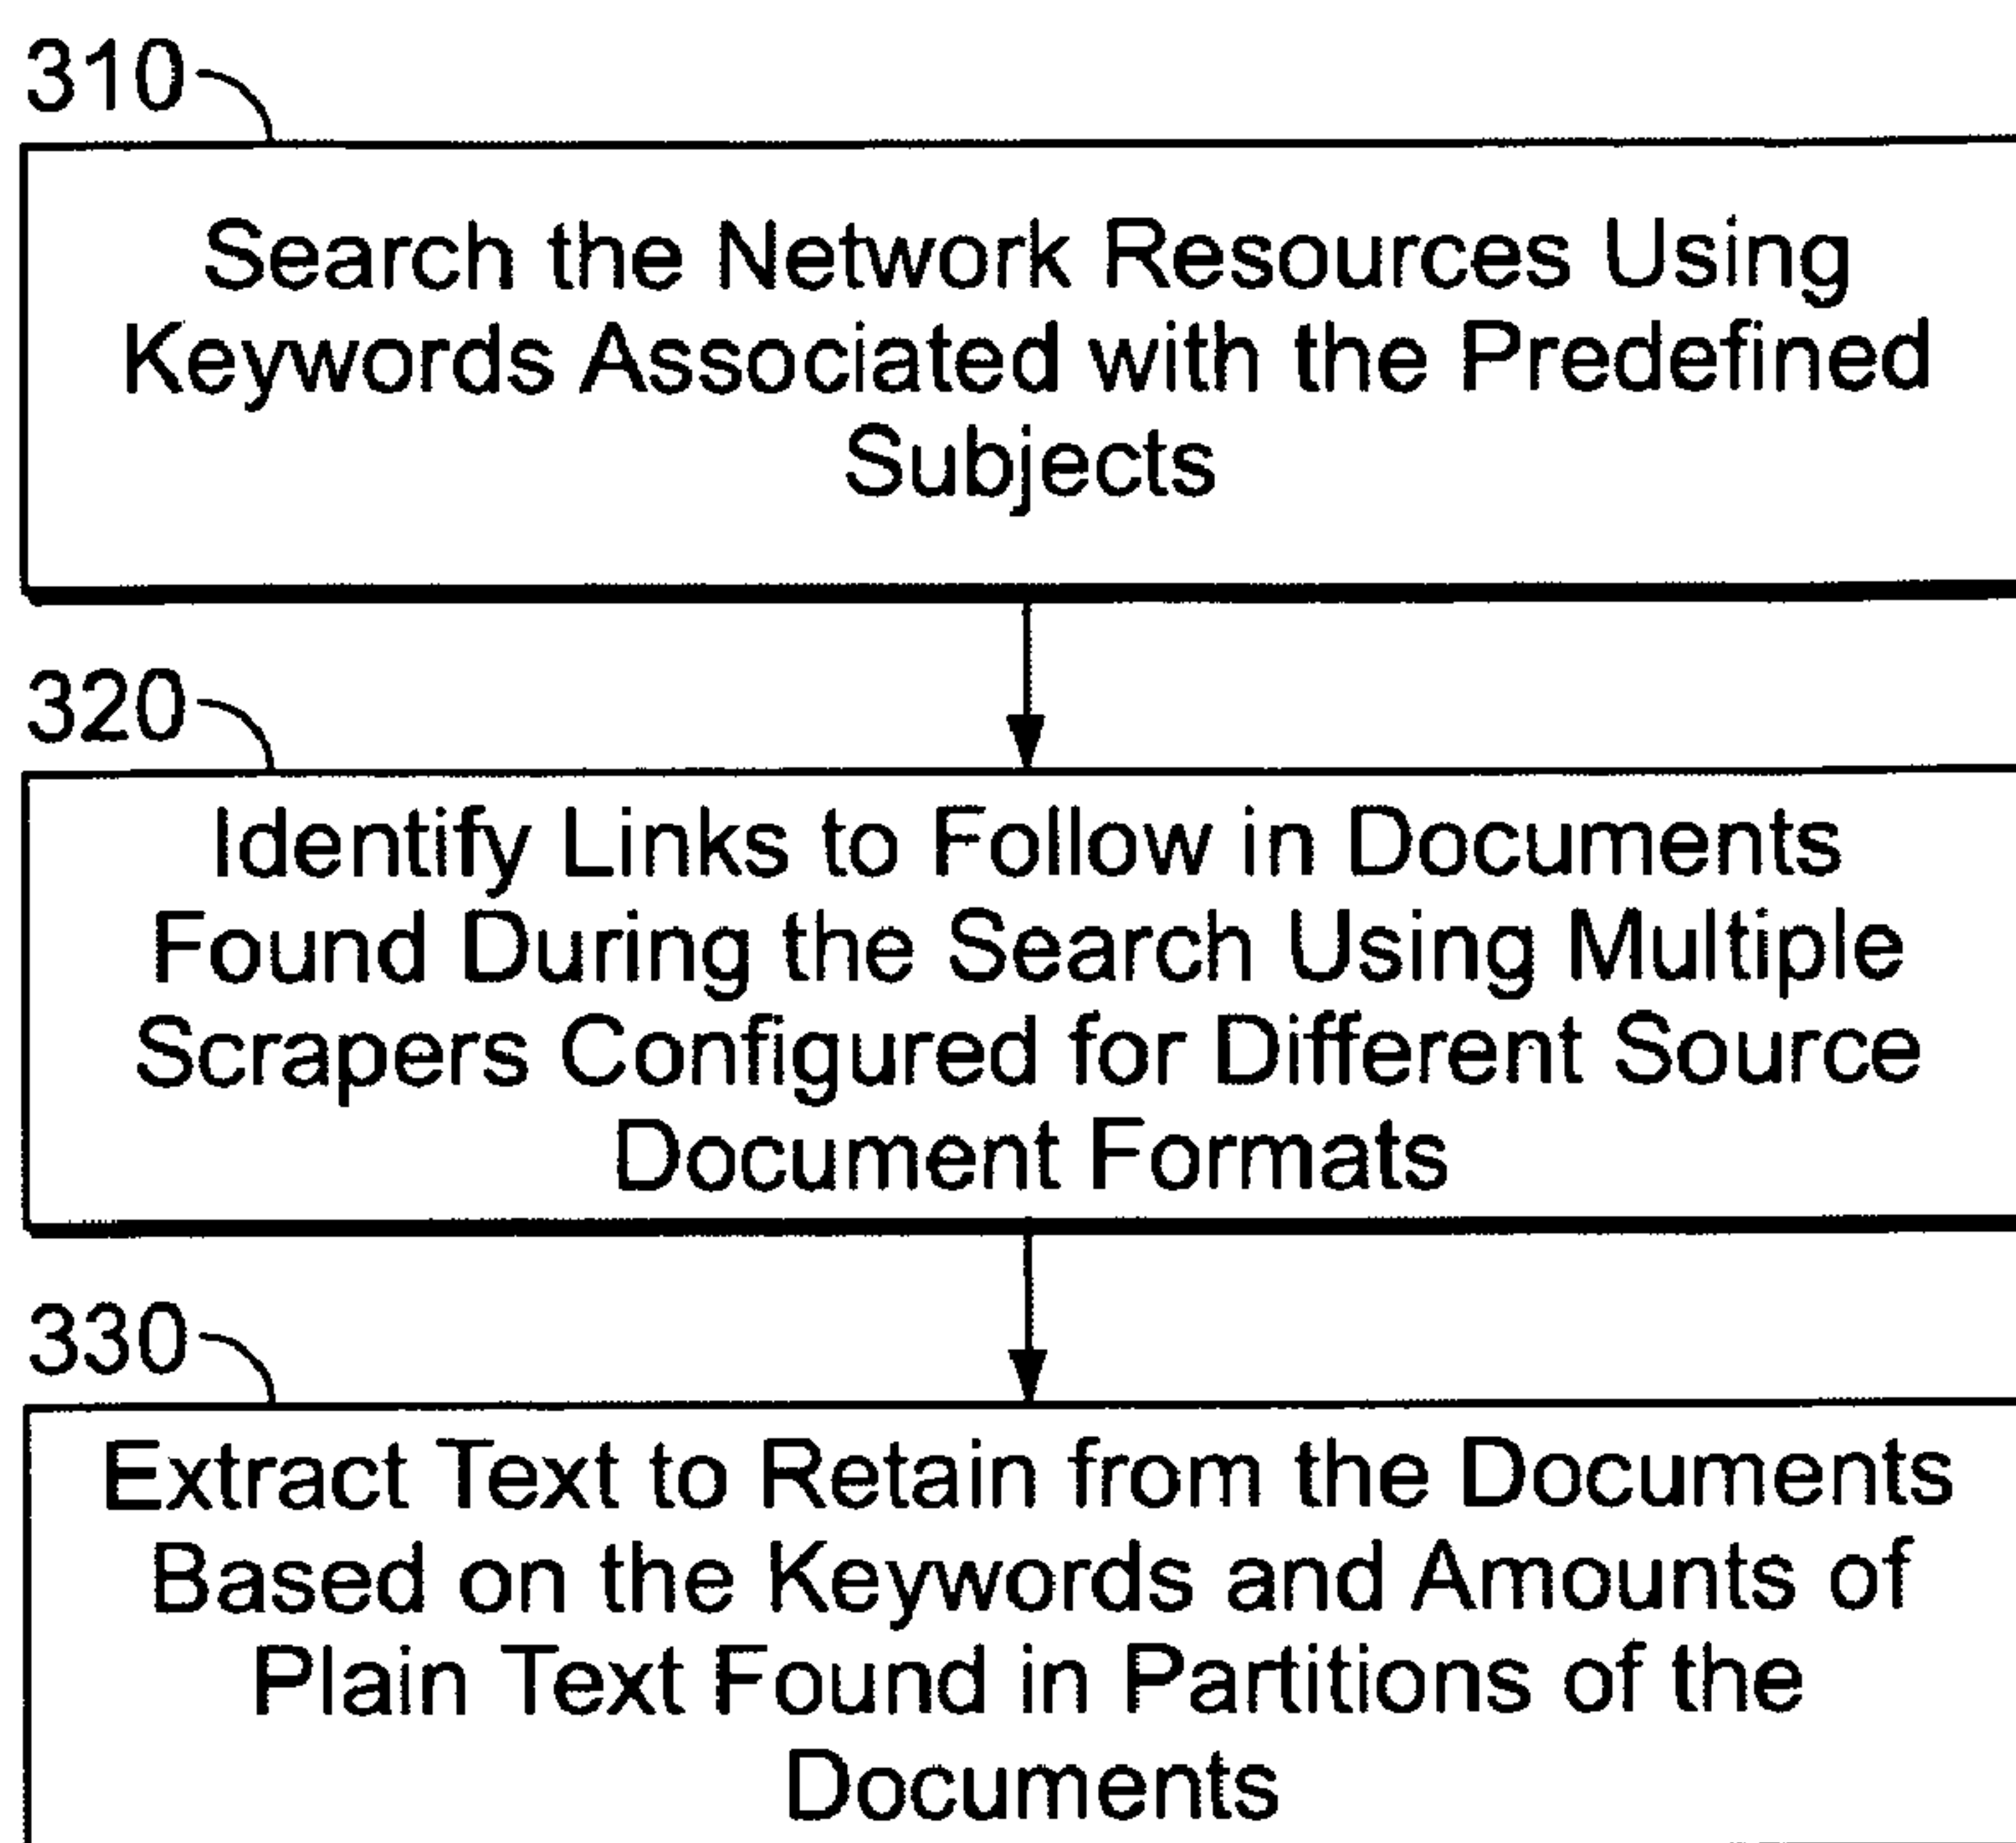 310
Search the Network Resources Using
Keywords Associated with the Predefined
Subjects
320
Identify Links to Follow in Documents
Found During the Search Using Multiple
Scrapers Configured for Different Source
Document Formats
330
Extract Text to Retain from the Documents
Based on the Keywords and Amounts of
Plain Text Found in Partitions of the
Documents